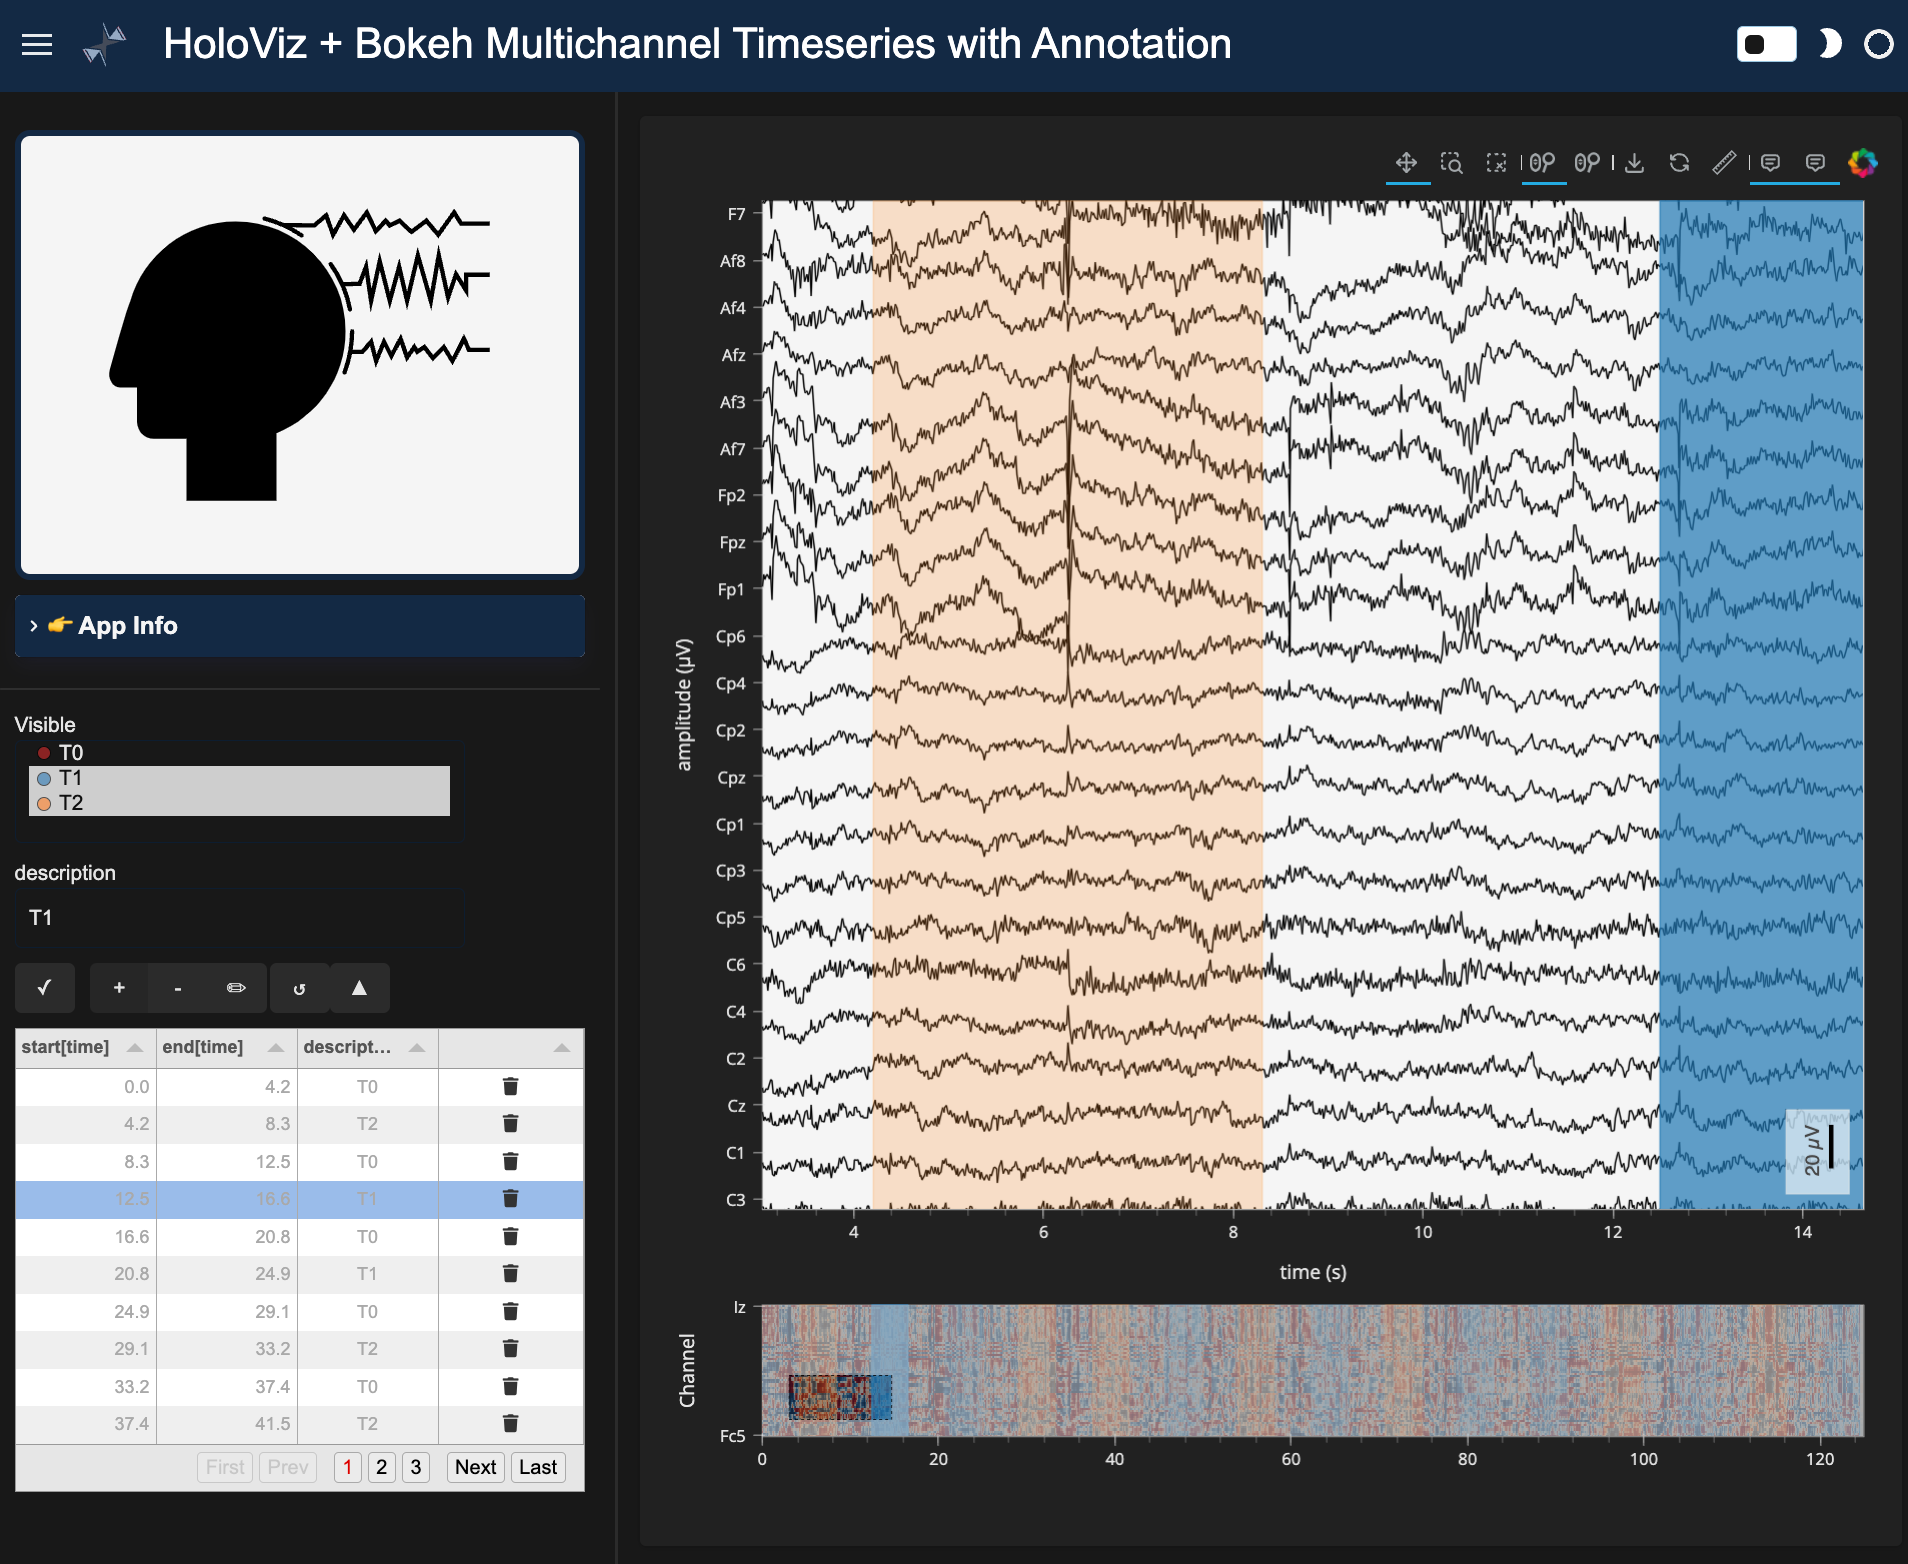 HoloViz + Bokeh Multichannel Timeseries with Annotation
› 👉 App Info
Visible
T0
T1
T2
description
T1
✓ + - ✏ ↺ ▲
start[time] end[time] descript...
0.0 4.2 T0
4.2 8.3 T2
8.3 12.5 T0
12.5 16.6 T1
16.6 20.8 T0
20.8 24.9 T1
24.9 29.1 T0
29.1 33.2 T2
33.2 37.4 T0
37.4 41.5 T2
First Prev 1 2 3 Next Last
amplitude (µV)
F7
Af8
Af4
Afz
Af3
Af7
Fp2
Fpz
Fp1
Cp6
Cp4
Cp2
Cpz
Cp1
Cp3
Cp5
C6
C4
C2
Cz
C1
C3
20 µV
4 6 8 10 12 14
time (s)
Channel
Iz
Fc5
0 20 40 60 80 100 120